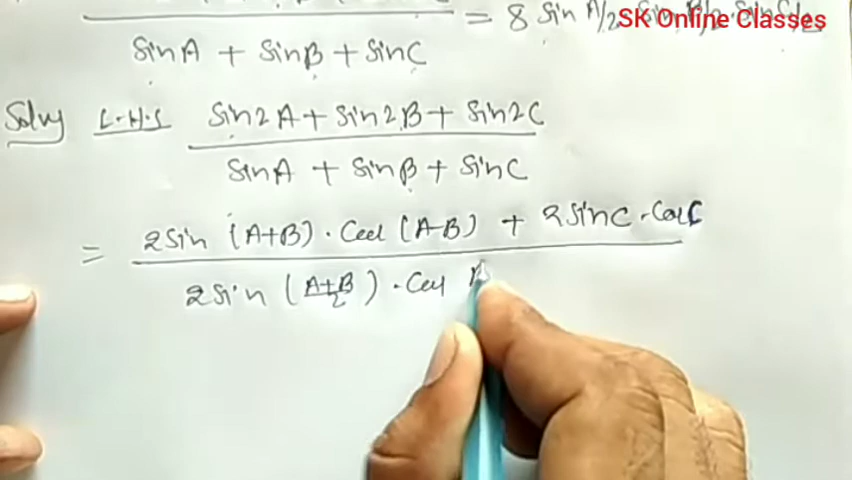 = 8 Sin A/2 SK Online Classes
SinA + SinB + SinC
Solny L.H.S Sin2A + Sin2B + Sin2C
SinA + SinB + SinC
= 2Sin (A+B) . Cos (A-B) + 2SinC . CosC
2Sin (A+B/2) . Cos